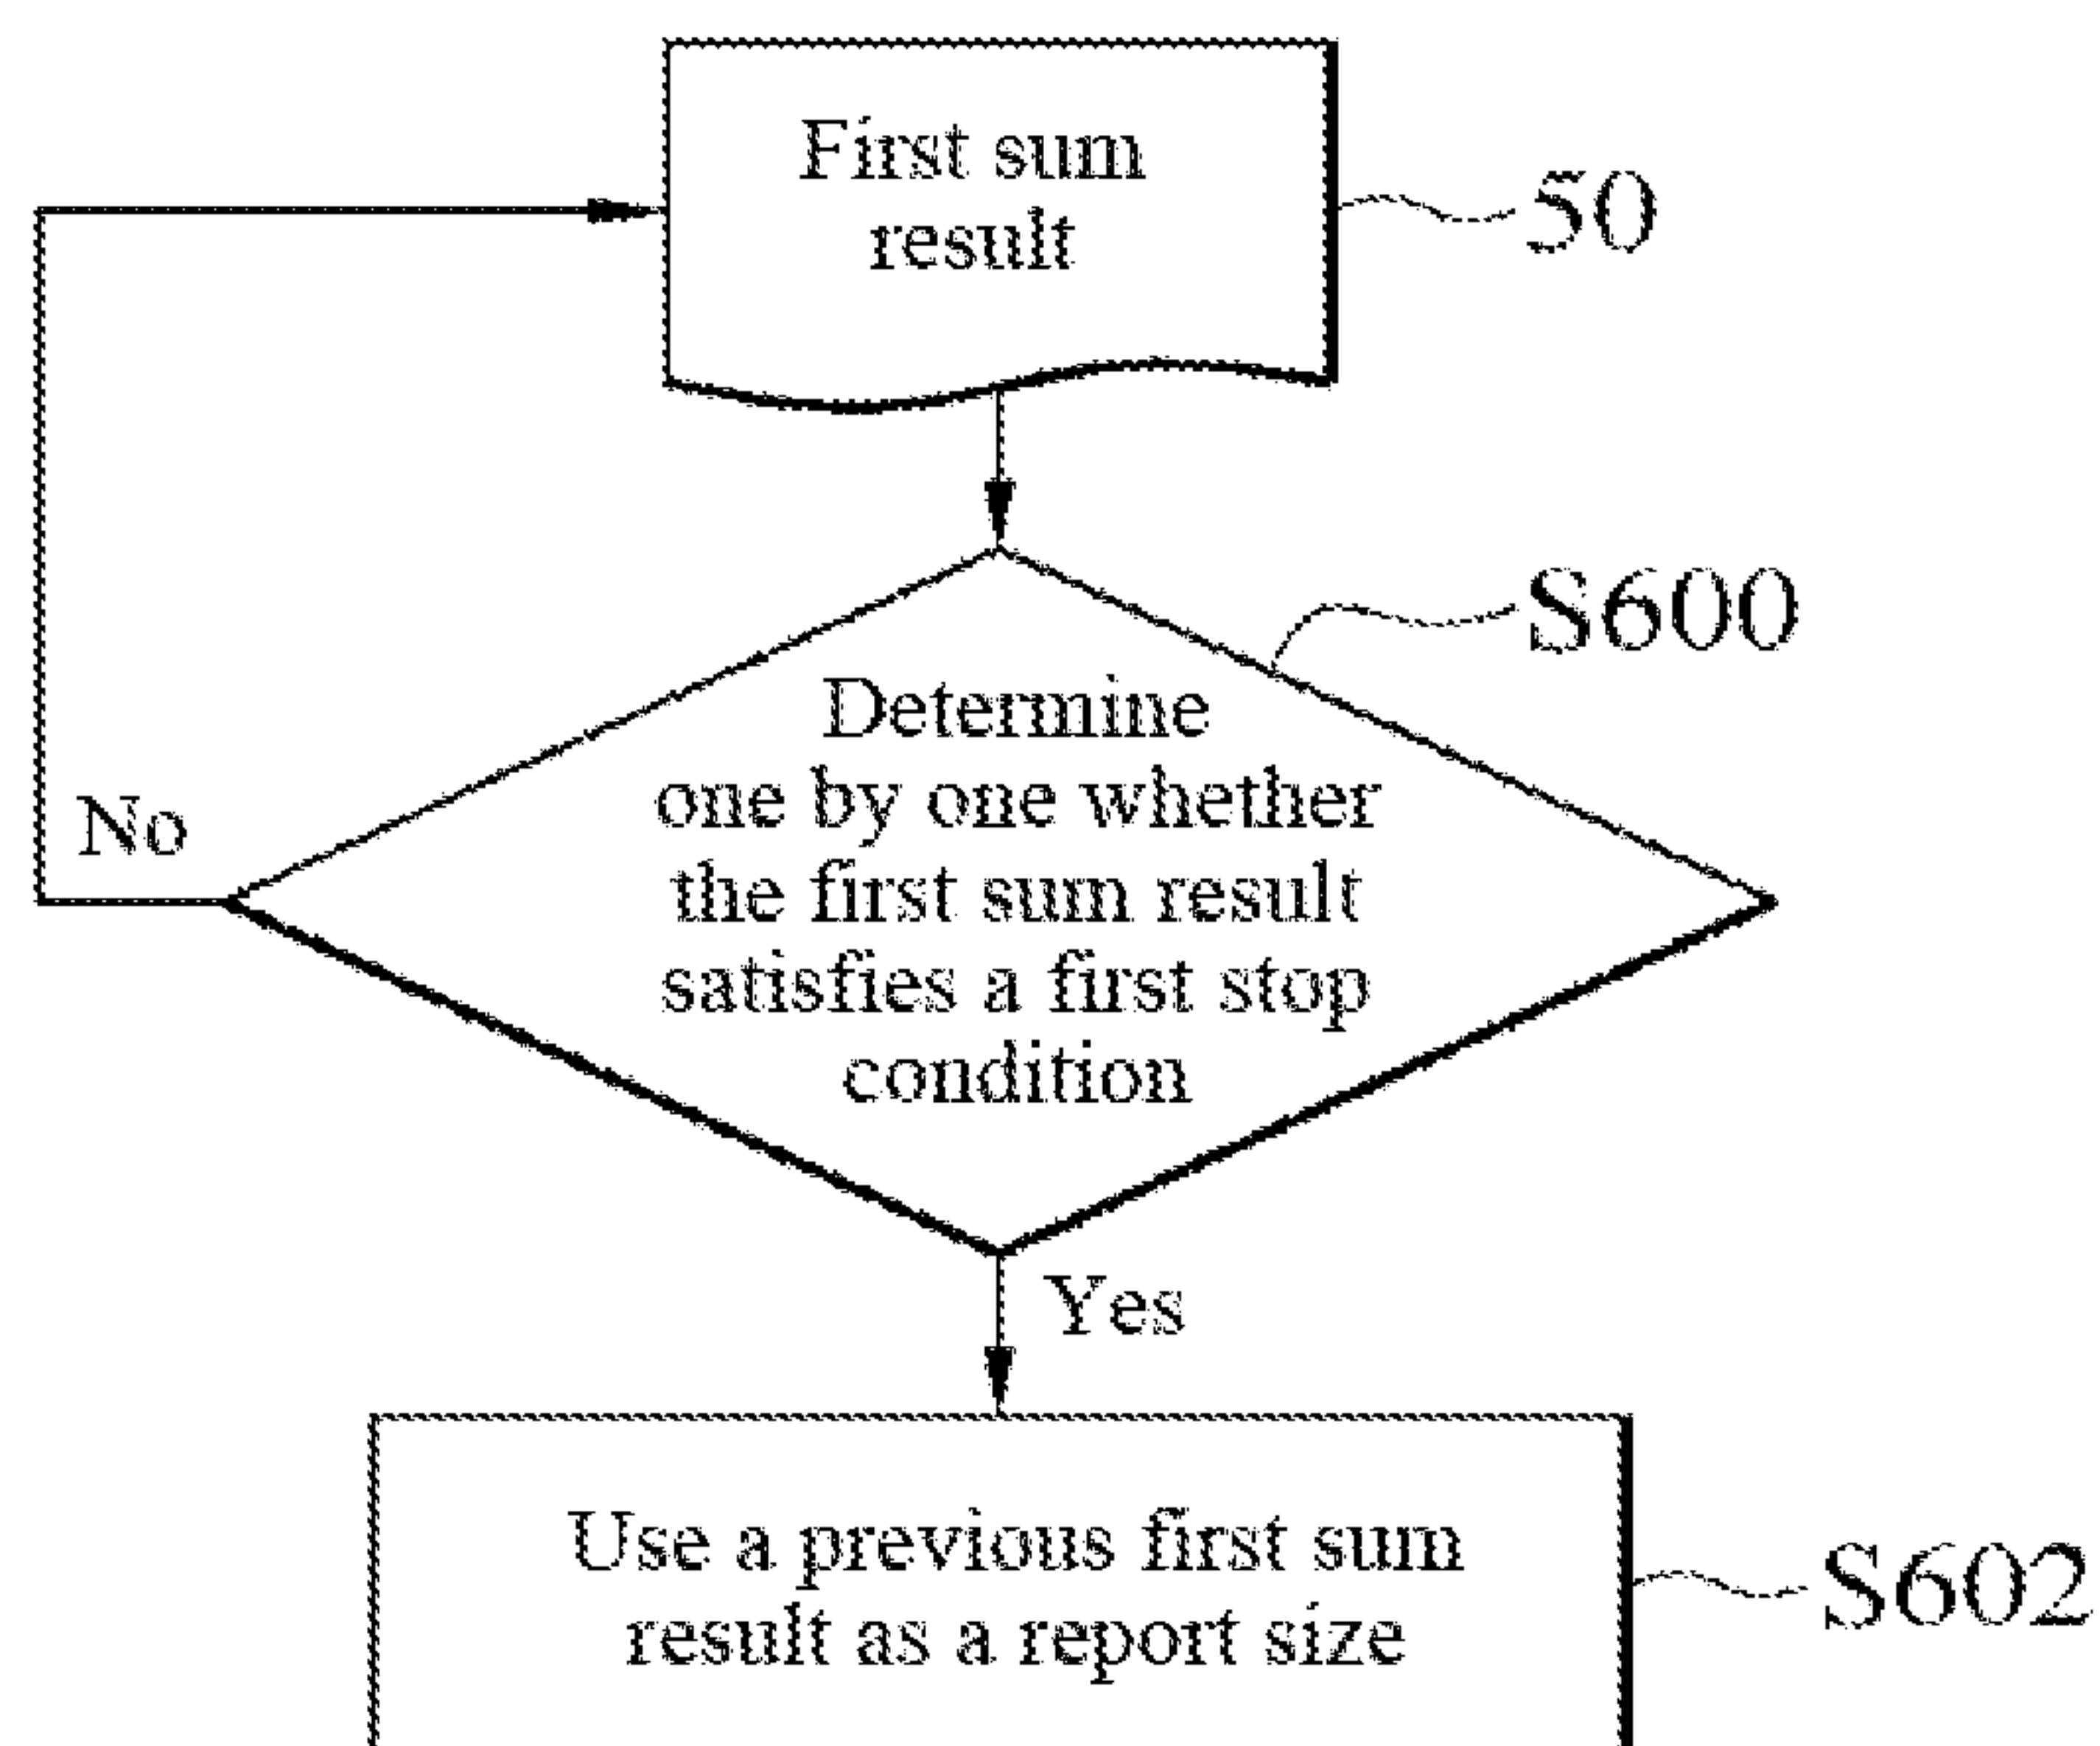 First sum
result
50
S600
Determine
one by one whether
the first sum result
satisfies a first stop
condition
No
Yes
Use a previous first sum
result as a report size
S602